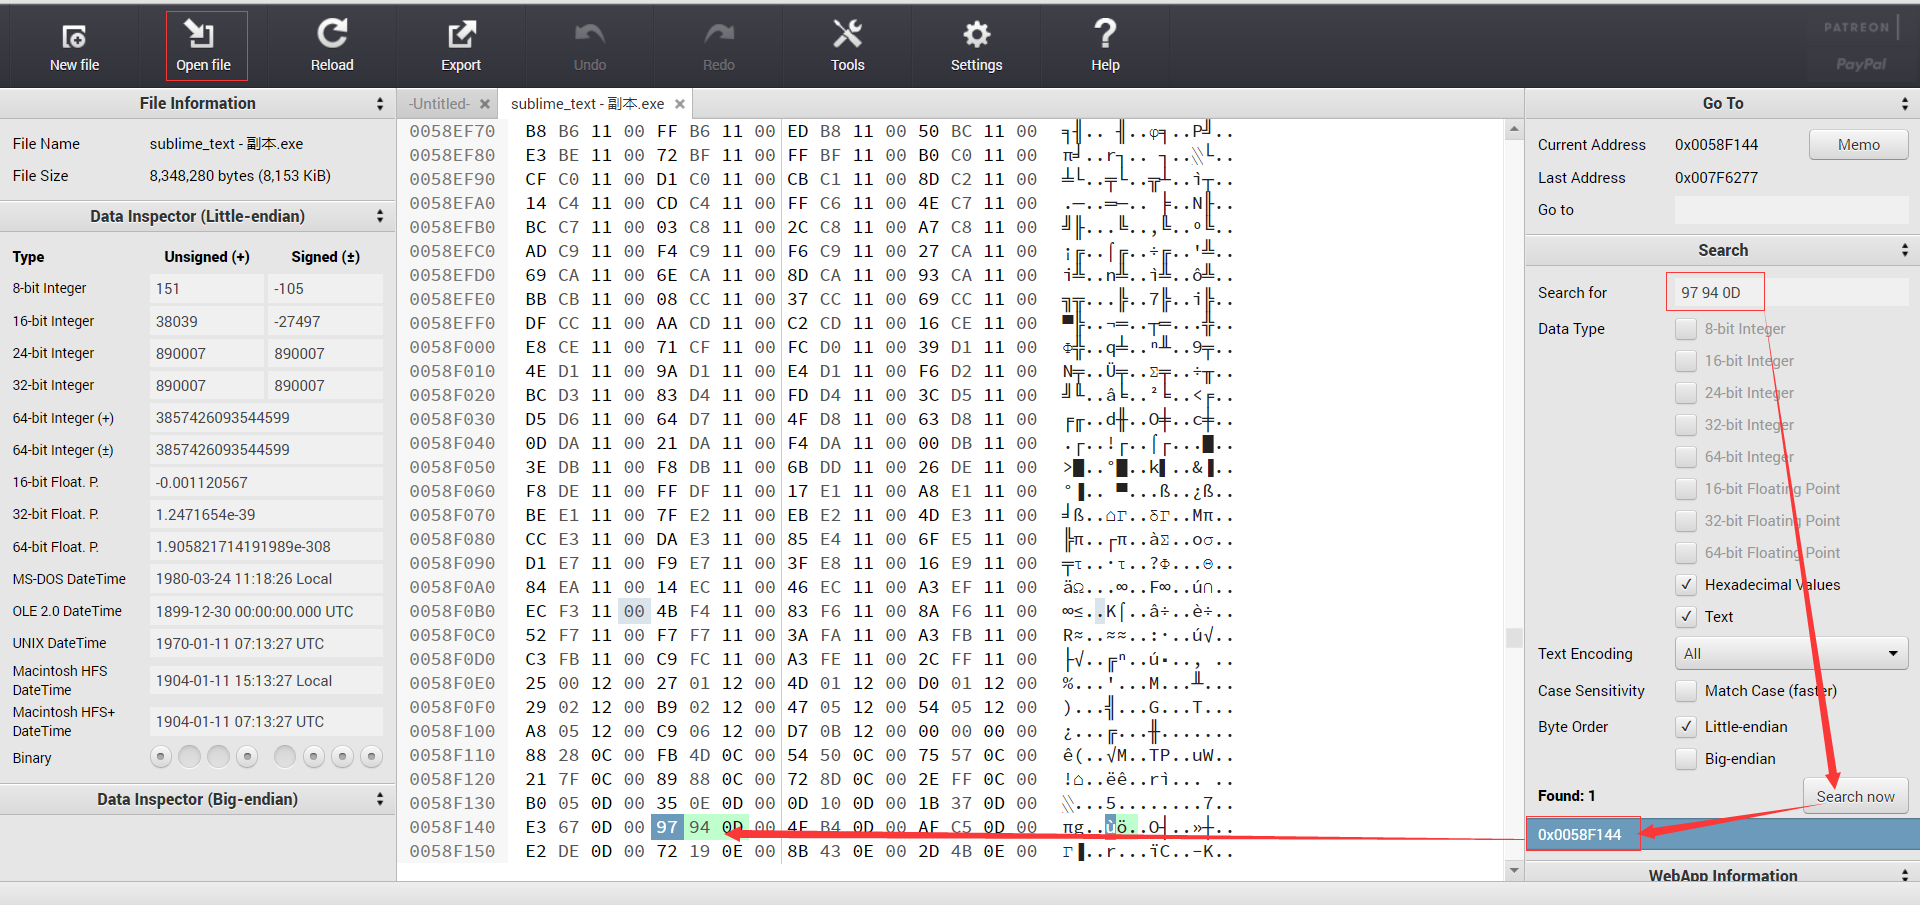 New file
Open file
Reload
Export
Undo
Redo
Tools
Settings
Help
PATREON
PayPal
File Information
File Name sublime_text - 副本.exe
File Size 8,348,280 bytes (8,153 KiB)
Data Inspector (Little-endian)
Type Unsigned (+) Signed (±)
8-bit Integer 151 -105
16-bit Integer 38039 -27497
24-bit Integer 890007 890007
32-bit Integer 890007 890007
64-bit Integer (+) 3857426093544599
64-bit Integer (±) 3857426093544599
16-bit Float. P. -0.001120567
32-bit Float. P. 1.2471654e-39
64-bit Float. P. 1.905821714191989e-308
MS-DOS DateTime 1980-03-24 11:18:26 Local
OLE 2.0 DateTime 1899-12-30 00:00:00.000 UTC
UNIX DateTime 1970-01-11 07:13:27 UTC
Macintosh HFS
DateTime 1904-01-11 15:13:27 Local
Macintosh HFS+
DateTime 1904-01-11 07:13:27 UTC
Binary
Data Inspector (Big-endian)
-Untitled-
sublime_text - 副本.exe
0058EF70 B8 B6 11 00 FF B6 11 00 ED B8 11 00 50 BC 11 00
0058EF80 E3 BE 11 00 72 BF 11 00 FF BF 11 00 B0 C0 11 00
0058EF90 CF C0 11 00 D1 C0 11 00 CB C1 11 00 8D C2 11 00
0058EFA0 14 C4 11 00 CD C4 11 00 FF C6 11 00 4E C7 11 00
0058EFB0 BC C7 11 00 03 C8 11 00 2C C8 11 00 A7 C8 11 00
0058EFC0 AD C9 11 00 F4 C9 11 00 F6 C9 11 00 27 CA 11 00
0058EFD0 69 CA 11 00 6E CA 11 00 8D CA 11 00 93 CA 11 00
0058EFE0 BB CB 11 00 08 CC 11 00 37 CC 11 00 69 CC 11 00
0058EFF0 DF CC 11 00 AA CD 11 00 C2 CD 11 00 16 CE 11 00
0058F000 E8 CE 11 00 71 CF 11 00 FC D0 11 00 39 D1 11 00
0058F010 4E D1 11 00 9A D1 11 00 E4 D1 11 00 F6 D2 11 00
0058F020 BC D3 11 00 83 D4 11 00 FD D4 11 00 3C D5 11 00
0058F030 D5 D6 11 00 64 D7 11 00 4F D8 11 00 63 D8 11 00
0058F040 0D DA 11 00 21 DA 11 00 F4 DA 11 00 00 DB 11 00
0058F050 3E DB 11 00 F8 DB 11 00 6B DD 11 00 26 DE 11 00
0058F060 F8 DE 11 00 FF DF 11 00 17 E1 11 00 A8 E1 11 00
0058F070 BE E1 11 00 7F E2 11 00 EB E2 11 00 4D E3 11 00
0058F080 CC E3 11 00 DA E3 11 00 85 E4 11 00 6F E5 11 00
0058F090 D1 E7 11 00 F9 E7 11 00 3F E8 11 00 16 E9 11 00
0058F0A0 84 EA 11 00 14 EC 11 00 46 EC 11 00 A3 EF 11 00
0058F0B0 EC F3 11 00 4B F4 11 00 83 F6 11 00 8A F6 11 00
0058F0C0 52 F7 11 00 F7 F7 11 00 3A FA 11 00 A3 FB 11 00
0058F0D0 C3 FB 11 00 C9 FC 11 00 A3 FE 11 00 2C FF 11 00
0058F0E0 25 00 12 00 27 01 12 00 4D 01 12 00 D0 01 12 00
0058F0F0 29 02 12 00 B9 02 12 00 47 05 12 00 54 05 12 00
0058F100 A8 05 12 00 C9 06 12 00 D7 0B 12 00 00 00 00 00
0058F110 88 28 0C 00 FB 4D 0C 00 54 50 0C 00 75 57 0C 00
0058F120 21 7F 0C 00 89 88 0C 00 72 8D 0C 00 2E FF 0C 00
0058F130 B0 05 0D 00 35 0E 0D 00 0D 10 0D 00 1B 37 0D 00
0058F140 E3 67 0D 00 97 94 0D 00 4F B4 0D 00 AF C5 0D 00
0058F150 E2 DE 0D 00 72 19 0E 00 8B 43 0E 00 2D 4B 0E 00
Go To
Current Address 0x0058F144 Memo
Last Address 0x007F6277
Go to
Search
Search for 97 94 0D
Data Type 8-bit Integer
16-bit Integer
24-bit Integer
32-bit Integer
64-bit Integer
16-bit Floating Point
32-bit Floating Point
64-bit Floating Point
Hexadecimal Values
Text
Text Encoding All
Case Sensitivity Match Case (faster)
Byte Order Little-endian
Big-endian
Found: 1 Search now
0x0058F144
WebApp Information